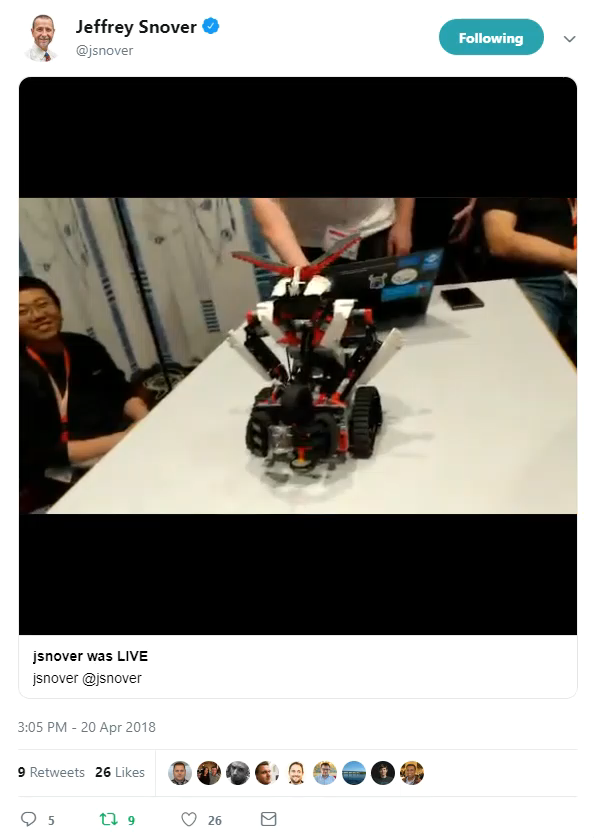 Jeffrey Snover
@jsnover
Following
jsnover was LIVE
jsnover @jsnover
3:05 PM - 20 Apr 2018
9 Retweets 26 Likes
5 9 26